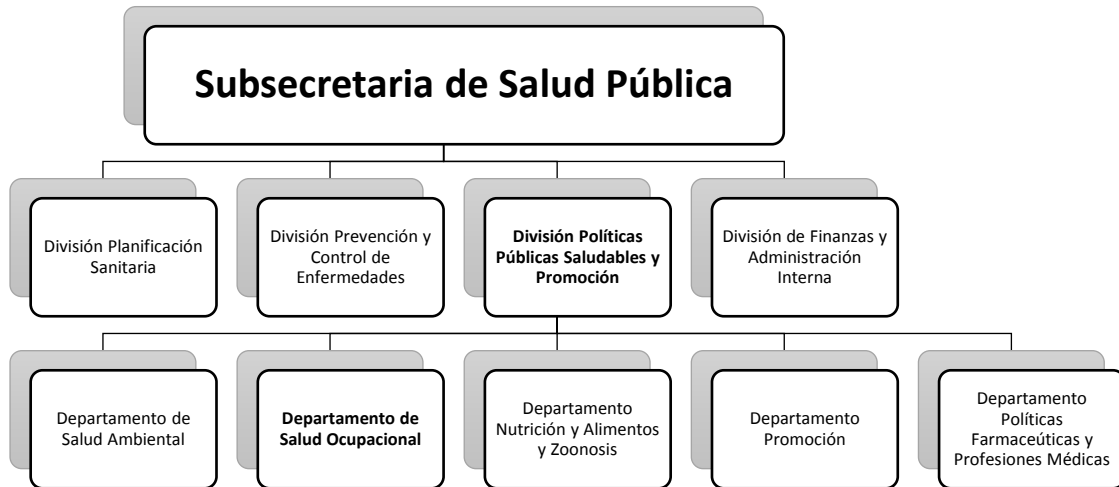 Subsecretaria de Salud Pública
División Planificación
Sanitaria
División Prevención y
Control de
Enfermedades
División Políticas
Públicas Saludables y
Promoción
División de Finanzas y
Administración
Interna
Departamento de
Salud Ambiental
Departamento de
Salud Ocupacional
Departamento
Nutrición y Alimentos
y Zoonosis
Departamento
Promoción
Departamento
Políticas
Farmaceúticas y
Profesiones Médicas